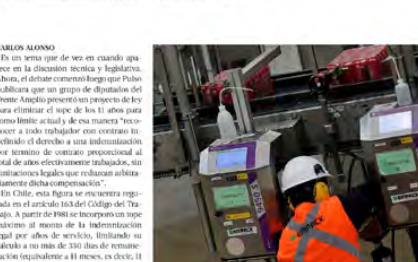 CARLOS ALONSO
Es un tema que de vez en cuando apa-
rece en la discusión técnica y legislativa.
Ahora, el debate comenzó luego que Pulso
publicara que un grupo de diputados del
Frente Amplio presentó un proyecto de ley
para eliminar el tope de los 11 años para
como límite actual y de esa manera “reco-
nocer a todo trabajador con contrato in-
definido el derecho a una indemnización
por término de contrato proporcional al
total de años efectivamente trabajados, sin
limitaciones legales que reduzcan arbitra-
riamente dicha compensación”.
En Chile, esta figura se encuentra regu-
lada en el artículo 163 del Código del Tra-
bajo. A partir de 1981 se incorporó un tope
máximo al monto de la indemnización
legal por años de servicio, limitando su
cálculo a no más de 330 días de remune-
ración (equivalente a 11 meses, es decir, 11